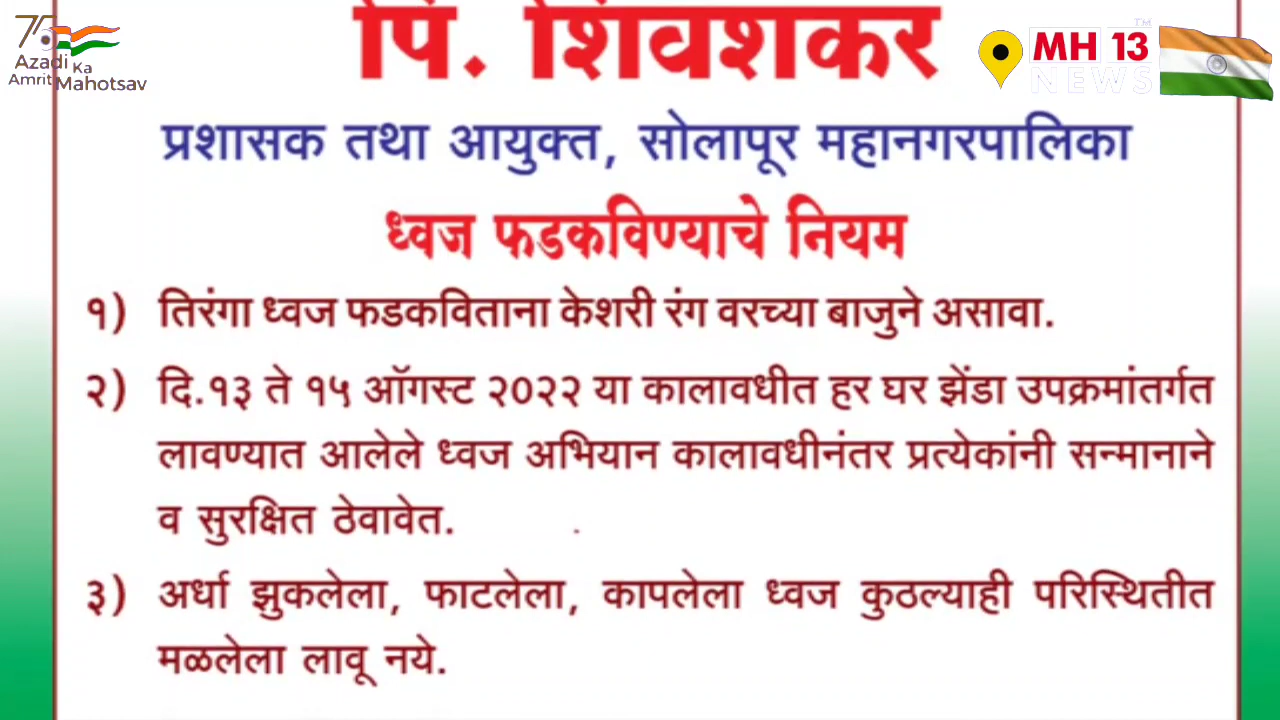 75
Azadi Ka
Amrit Mahotsav
MH 13
TM
NEWS
पि. शिवशंकर
प्रशासक तथा आयुक्त, सोलापूर महानगरपालिका
ध्वज फडकविण्याचे नियम
१) तिरंगा ध्वज फडकविताना केशरी रंग वरच्या बाजुने असावा.
२) दि.१३ ते १५ ऑगस्ट २०२२ या कालावधीत हर घर झेंडा उपक्रमांतर्गत
लावण्यात आलेले ध्वज अभियान कालावधीनंतर प्रत्येकांनी सन्मानाने
व सुरक्षित ठेवावेत.
३) अर्धा झुकलेला, फाटलेला, कापलेला ध्वज कुठल्याही परिस्थितीत
मळलेला लावू नये.